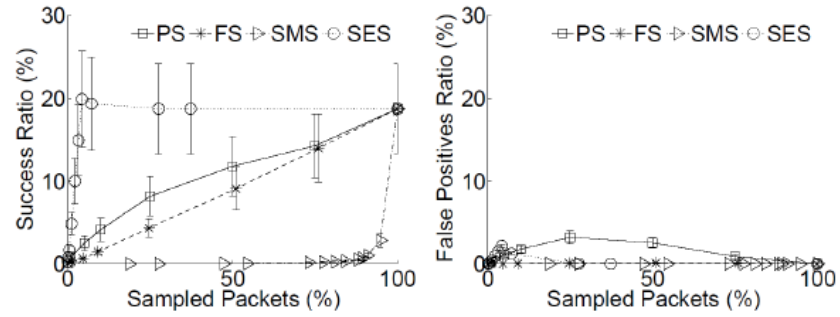 30
PS FS SMS SES
20
10
0
0 50 100
Success Ratio (%)
Sampled Packets (%)
30
PS FS SMS SES
20
10
0
0 50 100
False Positives Ratio (%)
Sampled Packets (%)